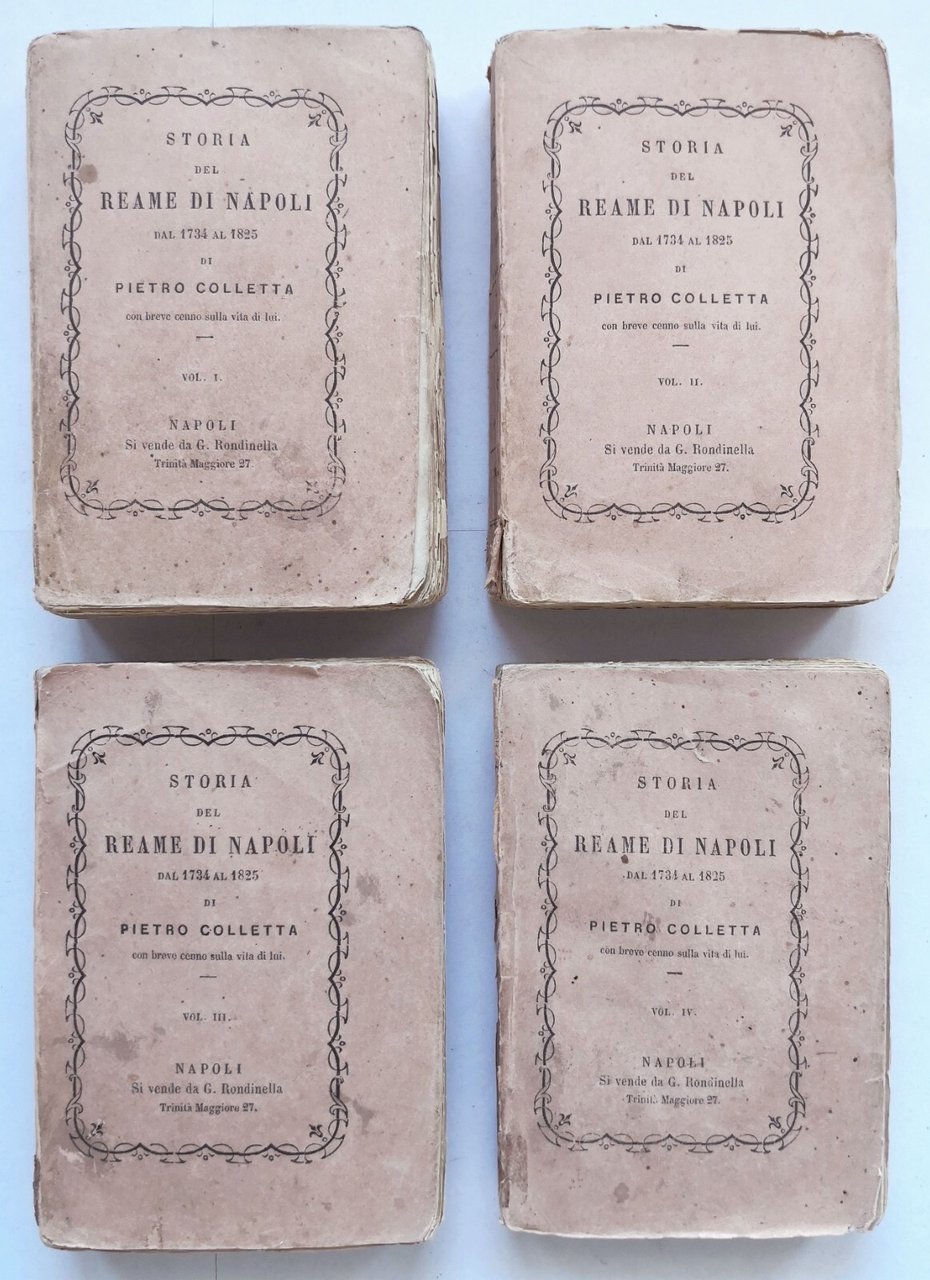 STORIA
DEL
REAME DI NAPOLI
DAL 1734 AL 1825
DI
PIETRO COLLETTA
con breve cenno sulla vita di lui.
VOL. I.
NAPOLI
Si vende da G. Rondinella
Trinità Maggiore 27.
STORIA
DEL
REAME DI NAPOLI
DAL 1734 AL 1825
DI
PIETRO COLLETTA
con breve cenno sulla vita di lui.
VOL. II.
NAPOLI
Si vende da G. Rondinella
Trinità Maggiore 27.
STORIA
DEL
REAME DI NAPOLI
DAL 1734 AL 1825
DI
PIETRO COLLETTA
con breve cenno sulla vita di lui.
VOL. III.
NAPOLI
Si vende da G. Rondinella
Trinità Maggiore 27.
STORIA
DEL
REAME DI NAPOLI
DAL 1734 AL 1825
DI
PIETRO COLLETTA
con breve cenno sulla vita di lui.
VOL. IV.
NAPOLI
Si vende da G. Rondinella
Trinità Maggiore 27.